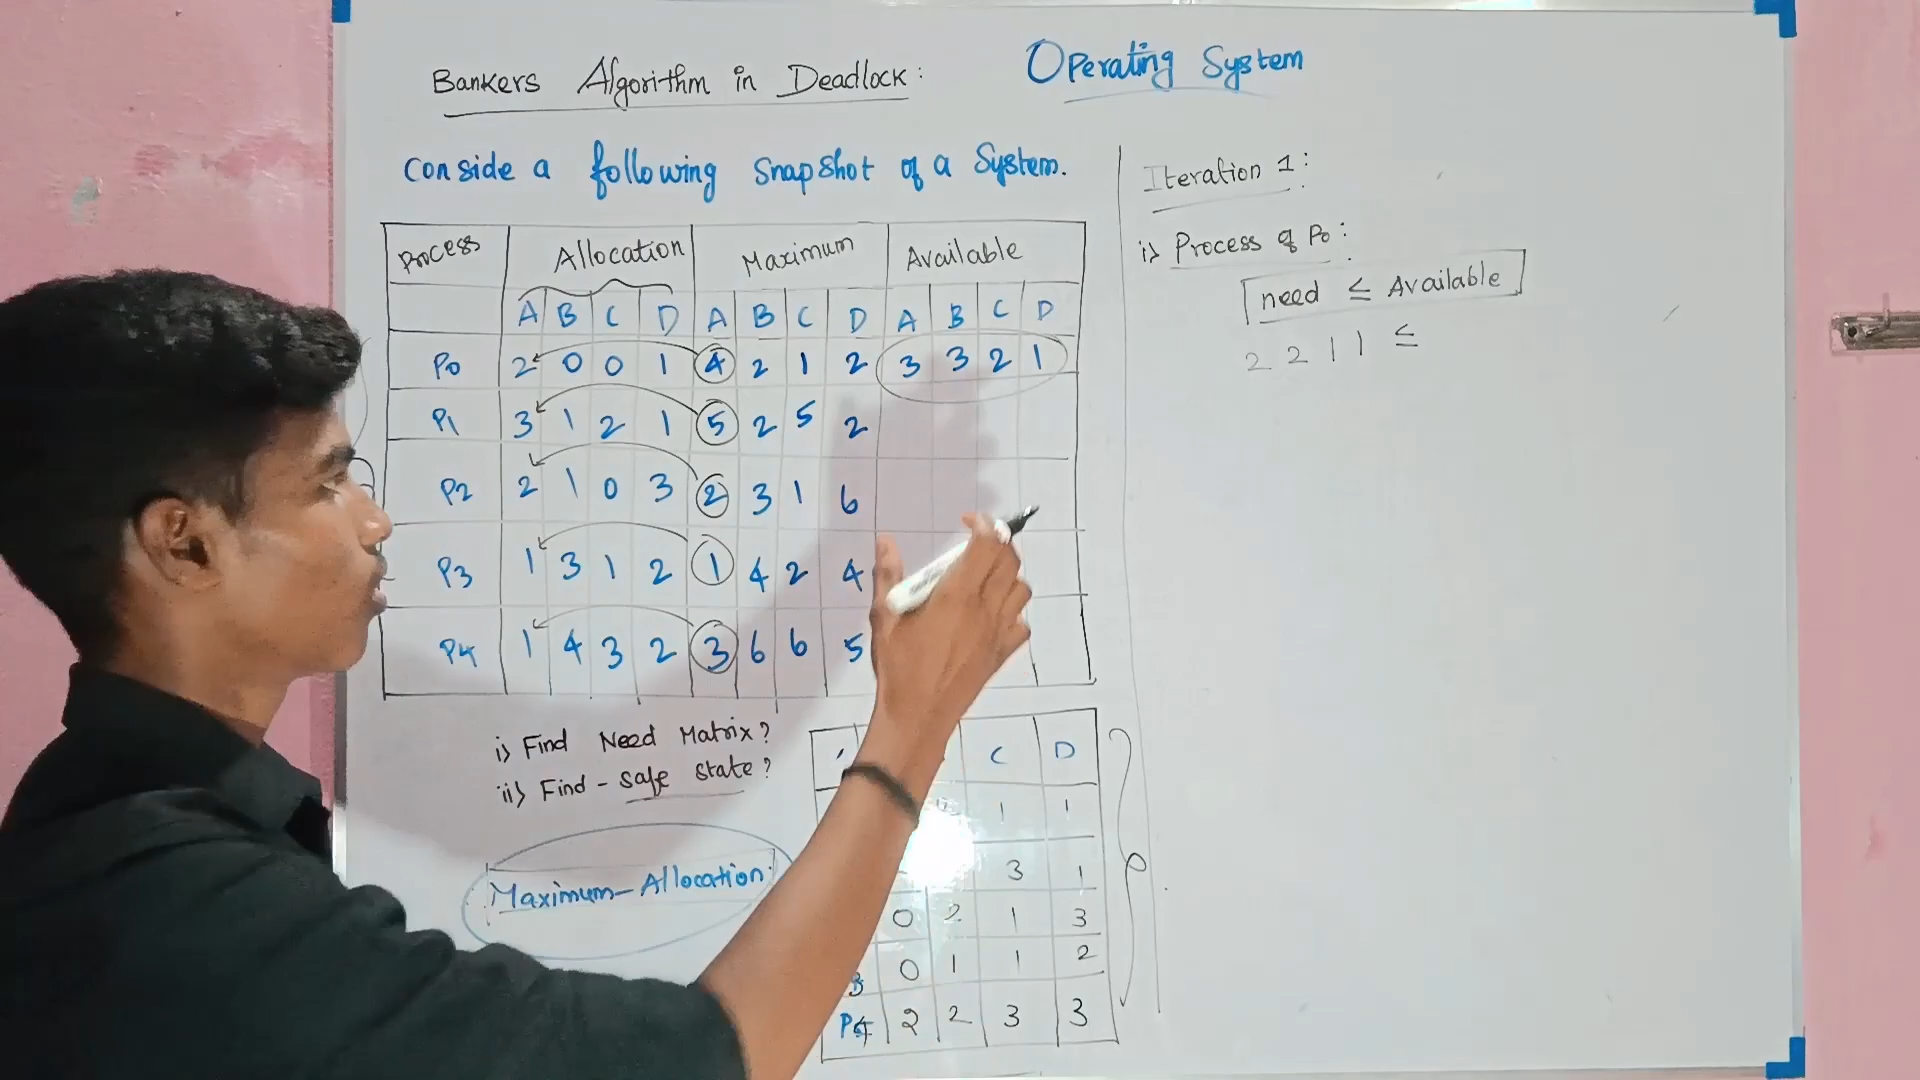 Bankers Algorithm in Deadlock:
Operating System
Conside a following Snapshot of a System.
Process Allocation Maximum Available
A B C D A B C D A B C D
P0 2 0 0 1 4 2 1 2 3 3 2 1
P1 3 1 2 1 5 2 5 2
P2 2 1 0 3 2 3 1 6
P3 1 3 1 2 1 4 2 4
P4 1 4 3 2 3 6 6 5
i) Find Need Matrix?
ii) Find - safe state?
Maximum - Allocation.
C D
1 1
3 1
0 2 1 3
0 1 1 2
P4 2 2 3 3
Iteration 1:
i) Process of P0:
need ≤ Available
2 2 1 1 ≤